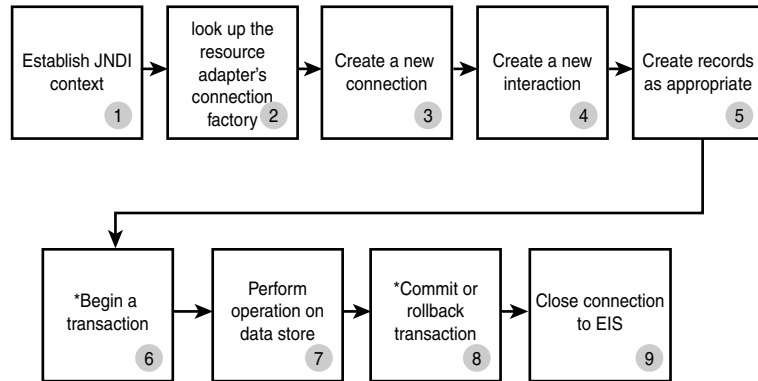 Establish JNDI
context
1
look up the
resource
adapter's
connection
factory
2
Create a new
connection
3
Create a new
interaction
4
Create records
as appropriate
5
*Begin a
transaction
6
Perform
operation on
data store
7
*Commit or
rollback
transaction
8
Close connection
to EIS
9